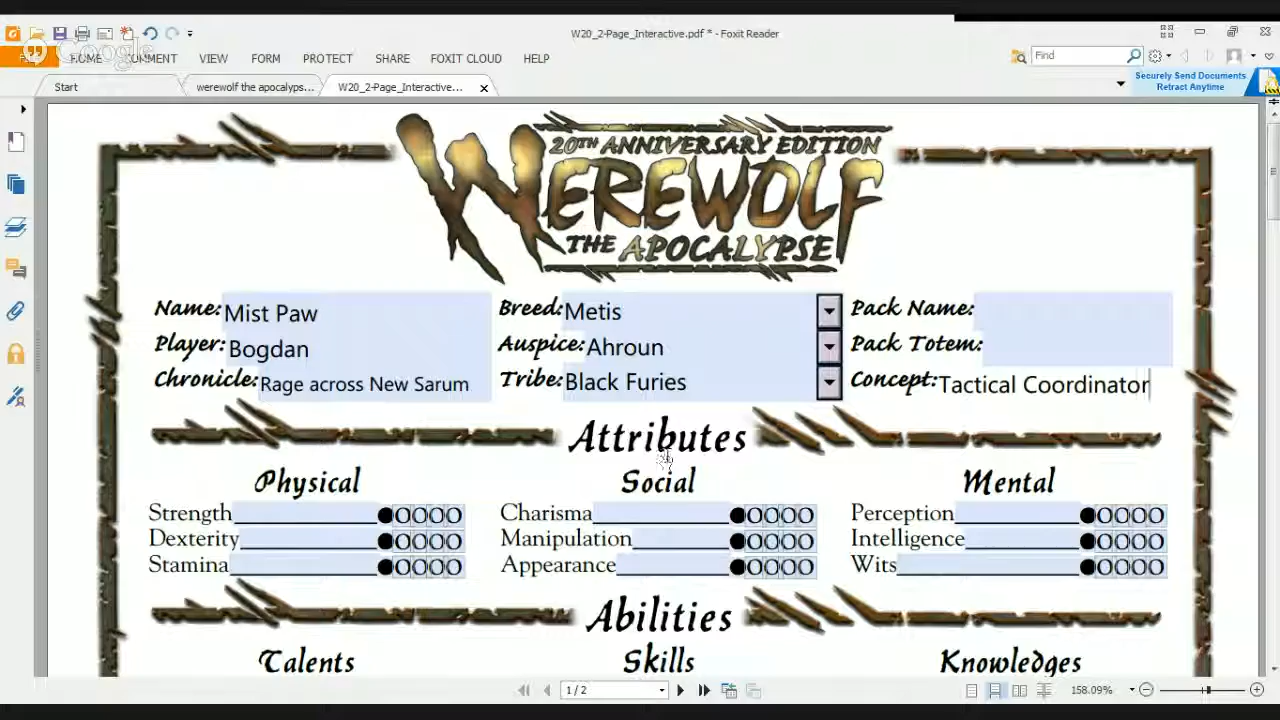 W20_2-Page_Interactive.pdf * - Foxit Reader
Google
HOME COMMENT VIEW FORM PROTECT SHARE FOXIT CLOUD HELP
Find
Start werewolf the apocalyps... W20_2-Page_Interactive...
Securely Send Documents
Retract Anytime
20TH ANNIVERSARY EDITION
WEREWOLF
THE APOCALYPSE
Name: Mist Paw Breed: Metis Pack Name:
Player: Bogdan Auspice: Ahroun Pack Totem:
Chronicle: Rage across New Sarum Tribe: Black Furies Concept: Tactical Coordinator
Attributes
Physical Social Mental
Strength Charisma Perception
Dexterity Manipulation Intelligence
Stamina Appearance Wits
Abilities
Talents Skills Knowledges
1 / 2 158.09%